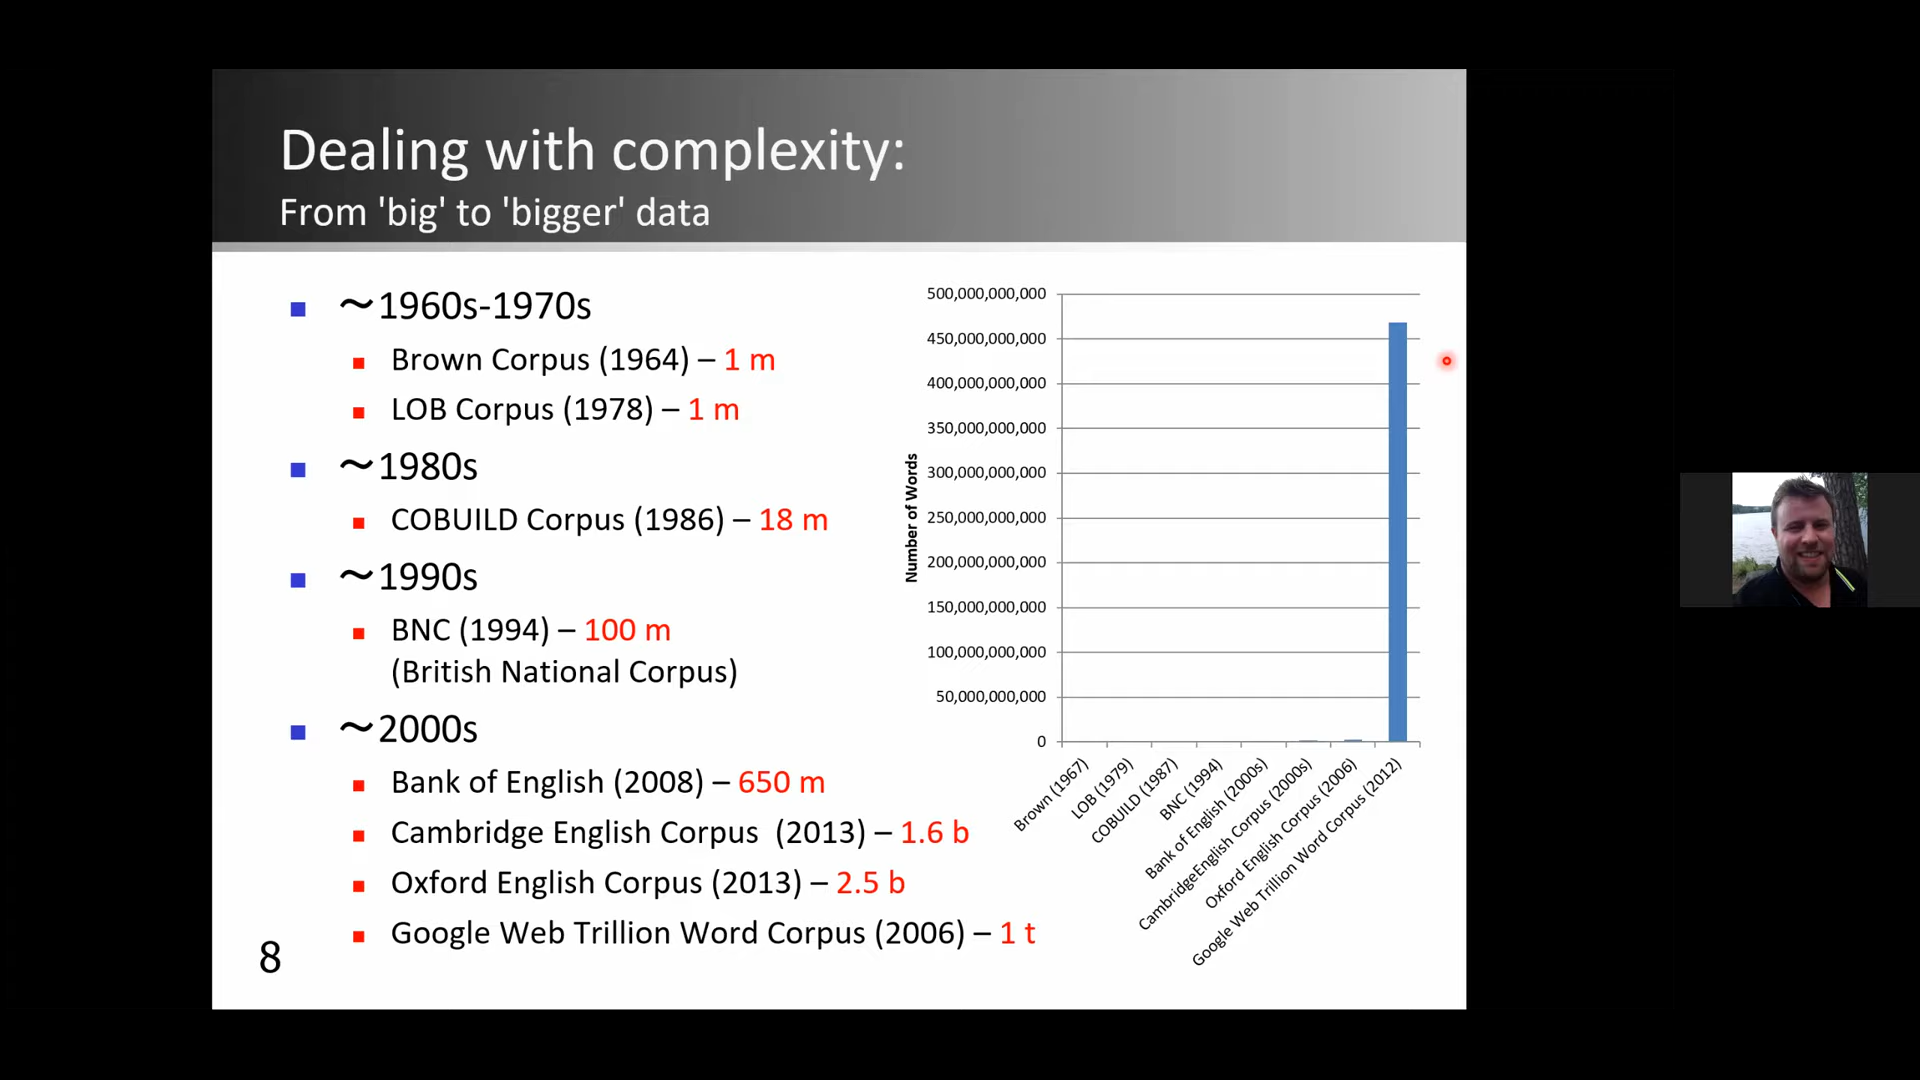 Dealing with complexity:
From 'big' to 'bigger' data
～1960s-1970s
Brown Corpus (1964) – 1 m
LOB Corpus (1978) – 1 m
～1980s
COBUILD Corpus (1986) – 18 m
～1990s
BNC (1994) – 100 m
(British National Corpus)
～2000s
Bank of English (2008) – 650 m
Cambridge English Corpus (2013) – 1.6 b
Oxford English Corpus (2013) – 2.5 b
Google Web Trillion Word Corpus (2006) – 1 t
8
Number of Words
500,000,000,000
450,000,000,000
400,000,000,000
350,000,000,000
300,000,000,000
250,000,000,000
200,000,000,000
150,000,000,000
100,000,000,000
50,000,000,000
0
Brown (1967)
LOB (1979)
COBUILD (1987)
BNC (1994)
Bank of English (2000s)
CambridgeEnglish Corpus (2000s)
Oxford English Corpus (2006)
Google Web Trillion Word Corpus (2012)